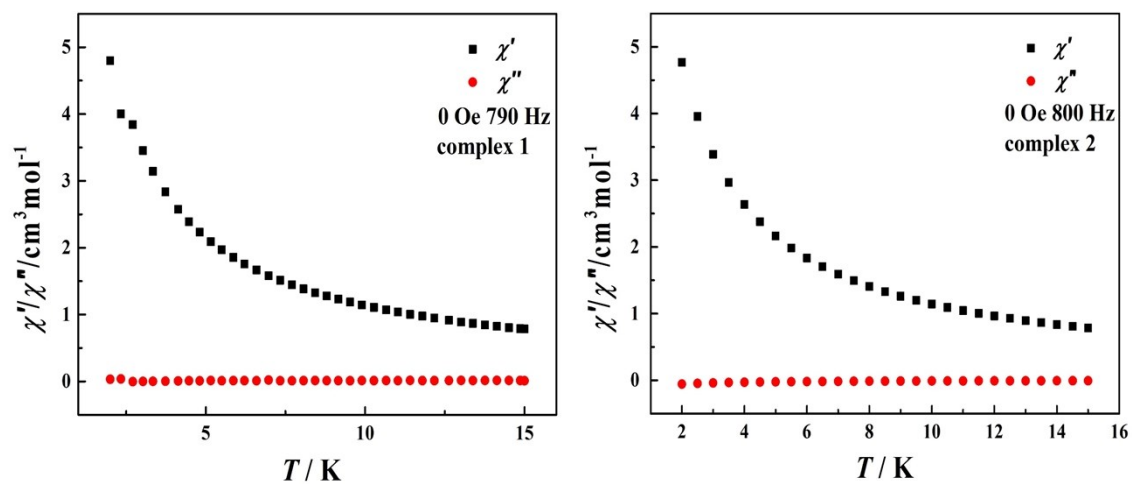 χ'/χ"/cm³mol⁻¹
5
4
3
2
1
0
5
10
15
T / K
χ'
χ"
0 Oe 790 Hz
complex 1
χ'/χ"/cm³mol⁻¹
5
4
3
2
1
0
2
4
6
8
10
12
14
16
T / K
χ'
χ"
0 Oe 800 Hz
complex 2